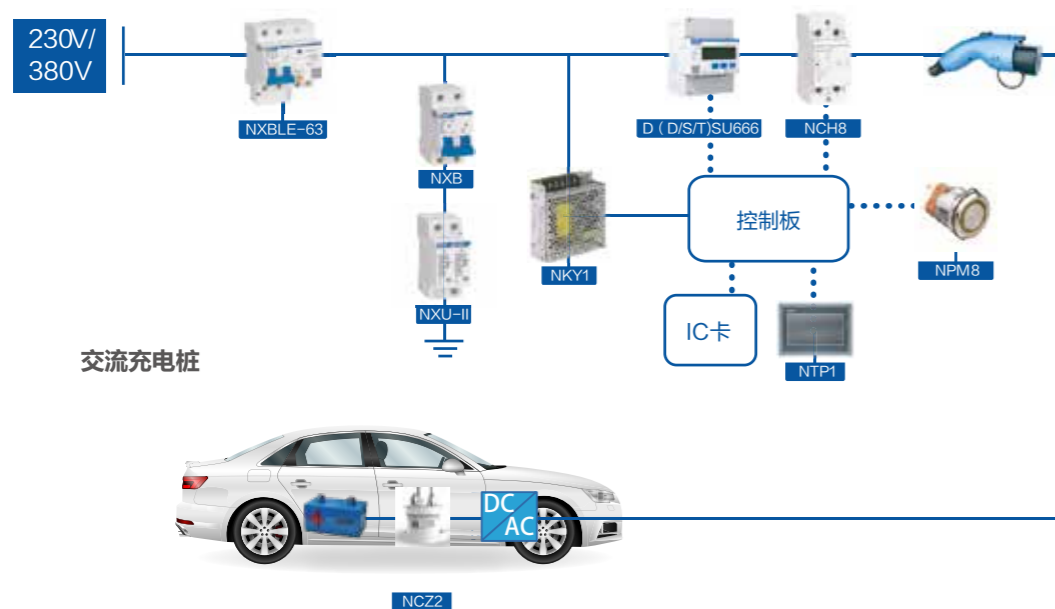 230V/
380V
NXBLE-63
D（D/S/T)SU666
NCH8
NXB
控制板
NKY1
NPM8
NXU-II
IC卡
交流充电桩
NTP1
DC
AC
NCZ2